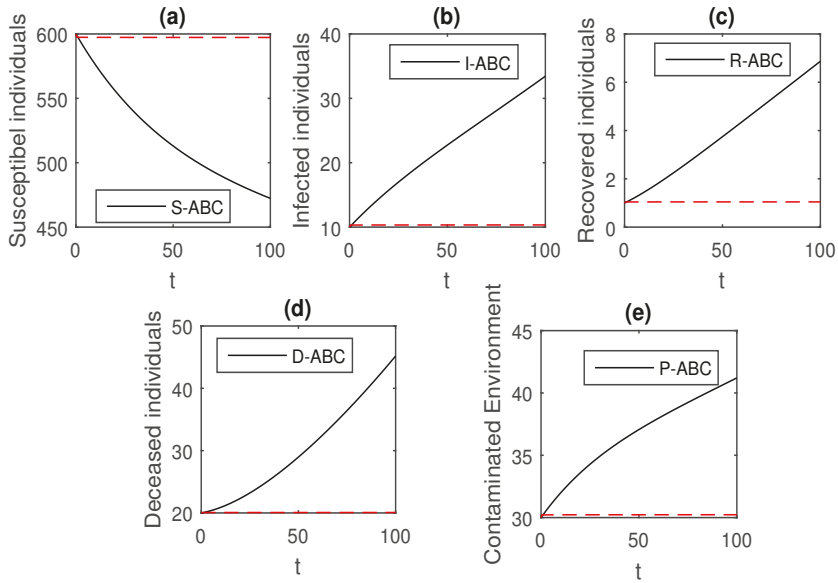 (a)
Susceptibel individuals
600
550
500
450
S-ABC
0
50
100
t
(b)
Infected individuals
40
30
20
10
I-ABC
0
50
100
t
(c)
Recovered individuals
8
6
4
2
0
R-ABC
0
50
100
t
(d)
Deceased individuals
50
40
30
20
D-ABC
0
50
100
t
(e)
Contaminated Environment
45
40
35
30
P-ABC
0
50
100
t